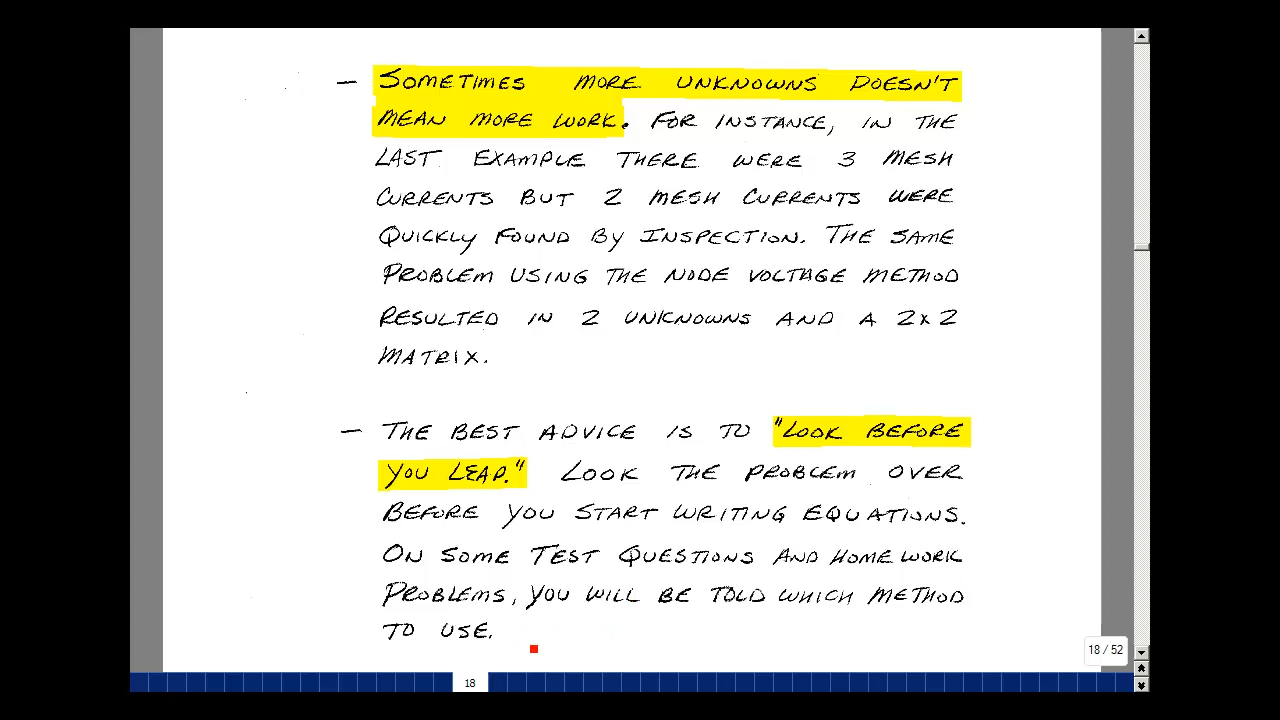 - SOMETIMES MORE UNKNOWNS DOESN'T
MEAN MORE WORK. FOR INSTANCE, IN THE
LAST EXAMPLE THERE WERE 3 MESH
CURRENTS BUT 2 MESH CURRENTS WERE
QUICKLY FOUND BY INSPECTION. THE SAME
PROBLEM USING THE NODE VOLTAGE METHOD
RESULTED IN 2 UNKNOWNS AND A 2x2
MATRIX.
- THE BEST ADVICE IS TO "LOOK BEFORE
YOU LEAP." LOOK THE PROBLEM OVER
BEFORE YOU START WRITING EQUATIONS.
ON SOME TEST QUESTIONS AND HOMEWORK
PROBLEMS, YOU WILL BE TOLD WHICH METHOD
TO USE.
18 / 52
18